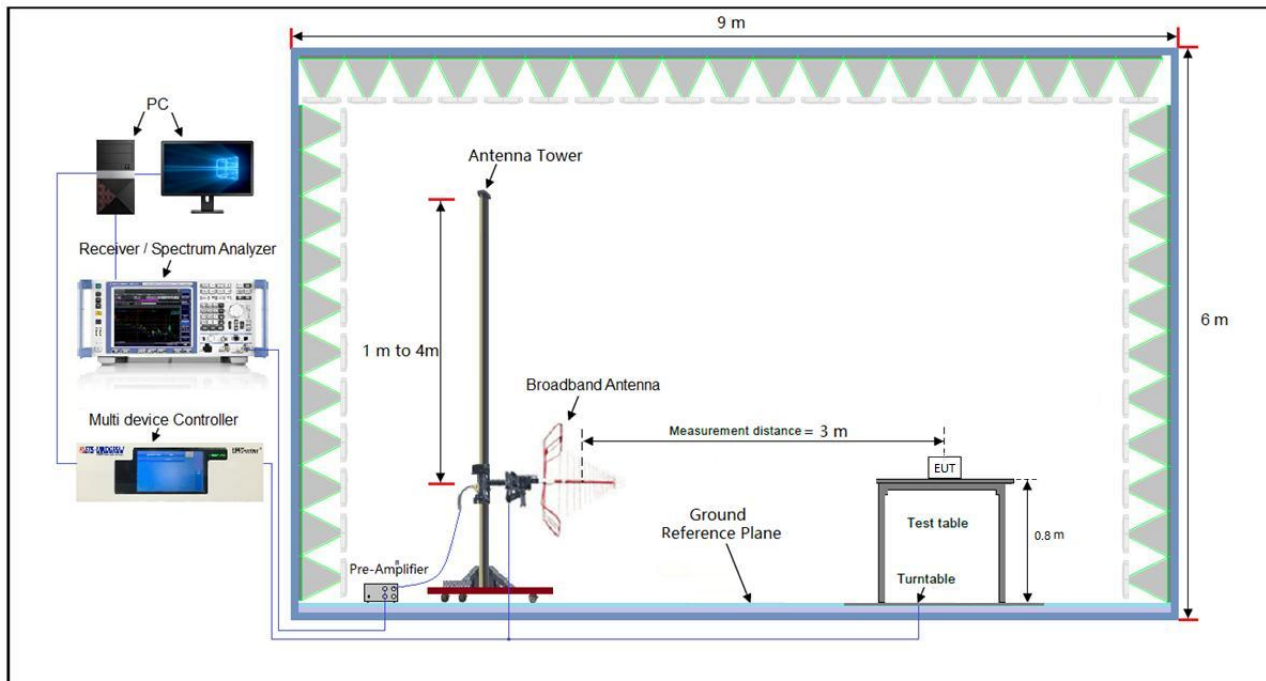 9 m
PC
Antenna Tower
Receiver / Spectrum Analyzer
6 m
1 m to 4m
Broadband Antenna
Multi device Controller
Measurement distance = 3 m
EUT
Ground
Reference Plane
Test table
0.8 m
Pre-Amplifier
Turntable